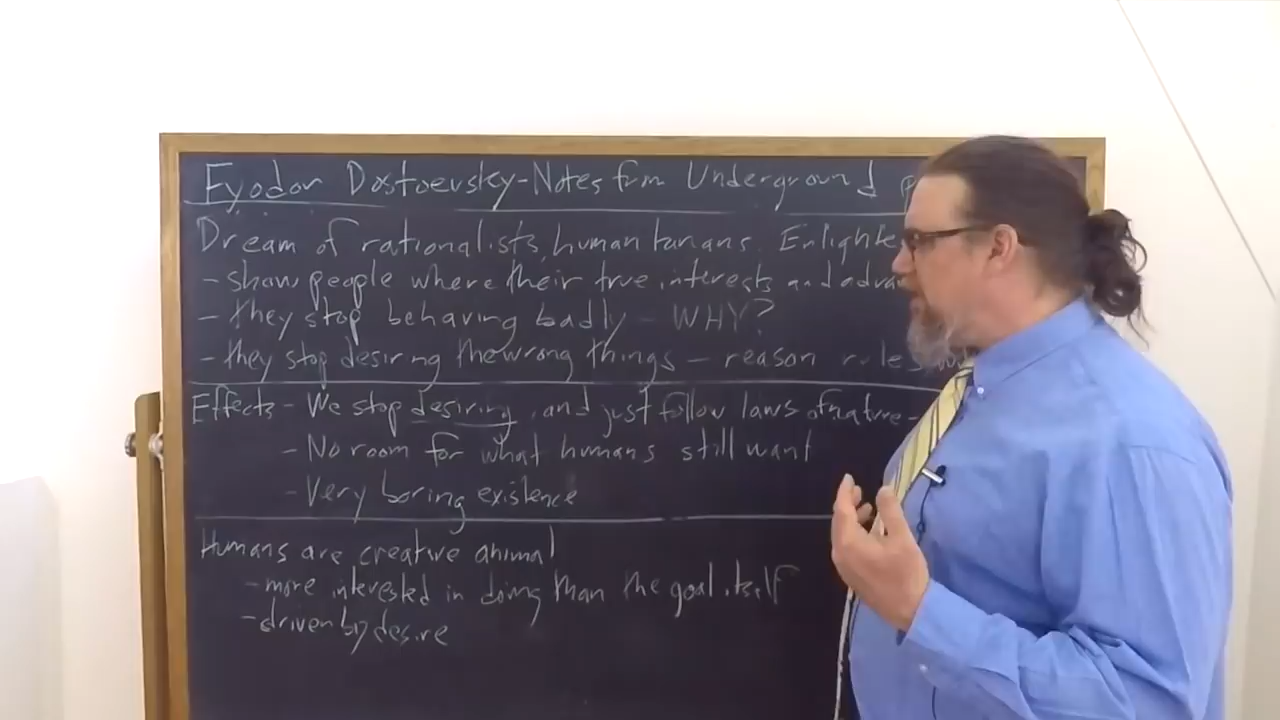 Fyodor Dostoevsky - Notes from Underground
Dream of rationalists, humanitarians, Enlighte
- show people where their true interests and adva
- they stop behaving badly - WHY?
- they stop desiring the wrong things - reason rules
Effects - We stop desiring, and just follow laws of nature -
- No room for what humans still want
- Very boring existence
Humans are creative animal
- more interested in doing than the goal itself
- driven by desire